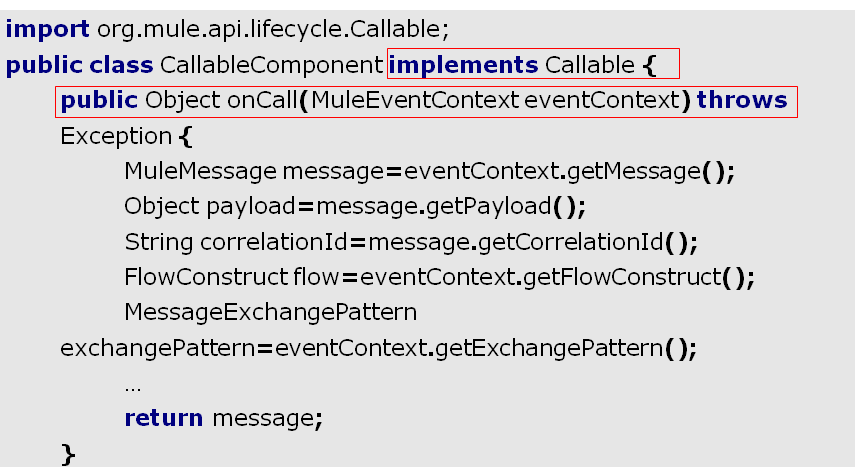 import org.mule.api.lifecycle.Callable;
public class CallableComponent implements Callable {
public Object onCall(MuleEventContext eventContext) throws
Exception {
MuleMessage message=eventContext.getMessage();
Object payload=message.getPayload();
String correlationId=message.getCorrelationId();
FlowConstruct flow=eventContext.getFlowConstruct();
MessageExchangePattern
exchangePattern=eventContext.getExchangePattern();
...
return message;
}